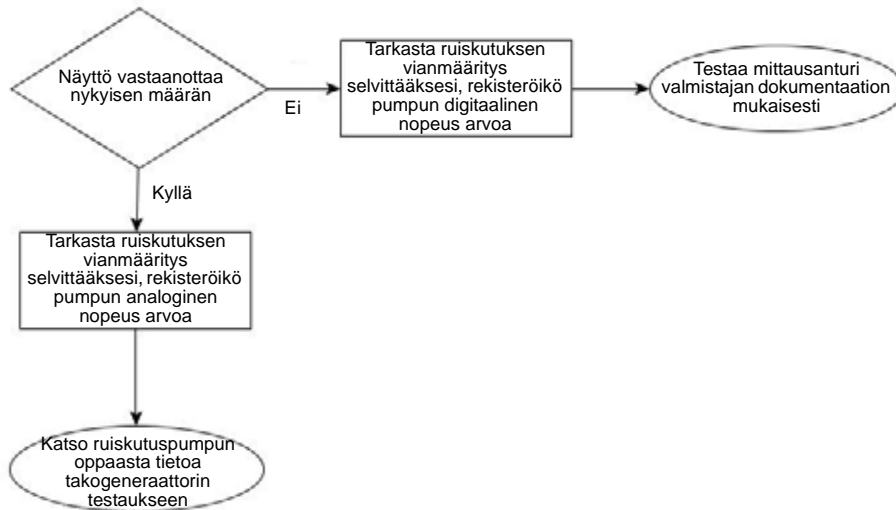 Näyttö vastaanottaa
nykyisen määrän
Ei
Tarkasta ruiskutuksen
vianmääritys
selvittääksesi, rekisteröikö
pumpun digitaalinen
nopeus arvoa
Testaa mittausanturi
valmistajan dokumentaation
mukaisesti
Kyllä
Tarkasta ruiskutuksen
vianmääritys
selvittääksesi, rekisteröikö
pumpun analoginen
nopeus arvoa
Katso ruiskutuspumpun
oppaasta tietoa
takogeneraattorin
testaukseen